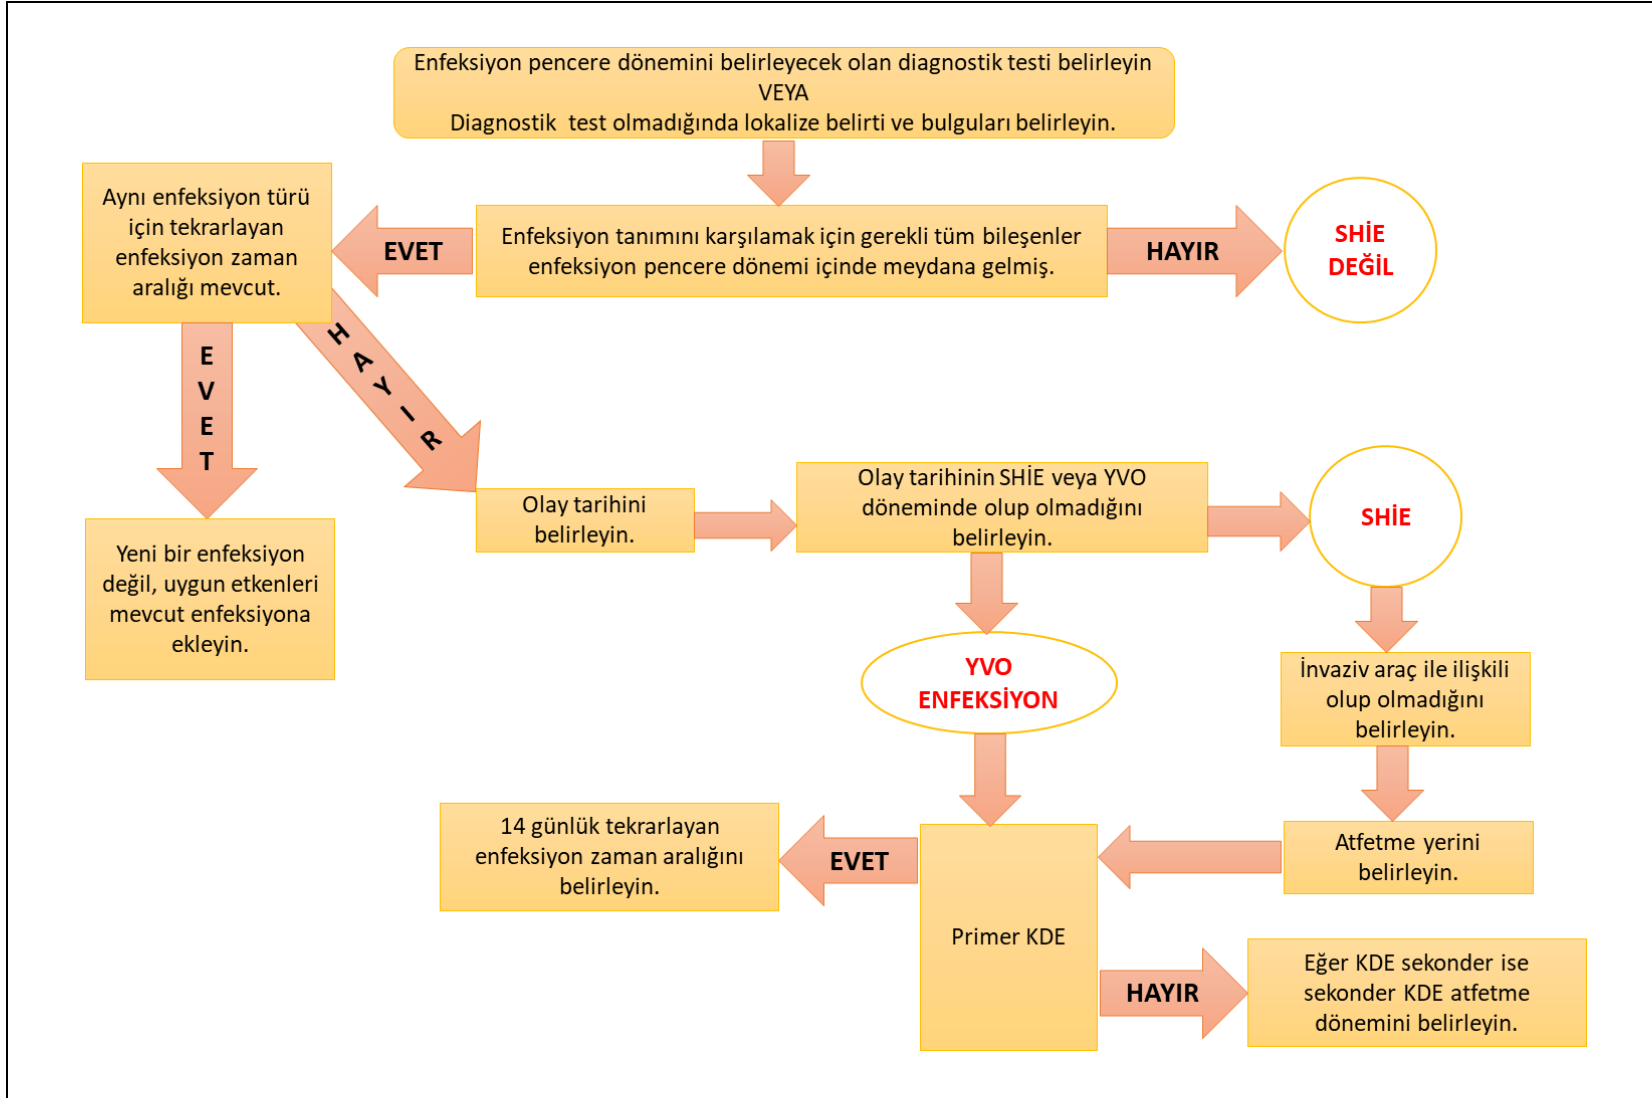 Enfeksiyon pencere dönemini belirleyecek olan diagnostik testi belirleyin
VEYA
Diagnostik test olmadığında lokalize belirti ve bulguları belirleyin.
Aynı enfeksiyon türü
için tekrarlayan
enfeksiyon zaman
aralığı mevcut.
EVET
Enfeksiyon tanımını karşılamak için gerekli tüm bileşenler
enfeksiyon pencere dönemi içinde meydana gelmiş.
HAYIR
SHİE
DEĞİL
EVET
HAYIR
Yeni bir enfeksiyon
değil, uygun etkenleri
mevcut enfeksiyona
ekleyin.
Olay tarihini
belirleyin.
Olay tarihinin SHİE veya YVO
döneminde olup olmadığını
belirleyin.
SHİE
YVO
ENFEKSİYON
İnvaziv araç ile ilişkili
olup olmadığını
belirleyin.
14 günlük tekrarlayan
enfeksiyon zaman aralığını
belirleyin.
EVET
Primer KDE
Atfetme yerini
belirleyin.
HAYIR
Eğer KDE sekonder ise
sekonder KDE atfetme
dönemini belirleyin.